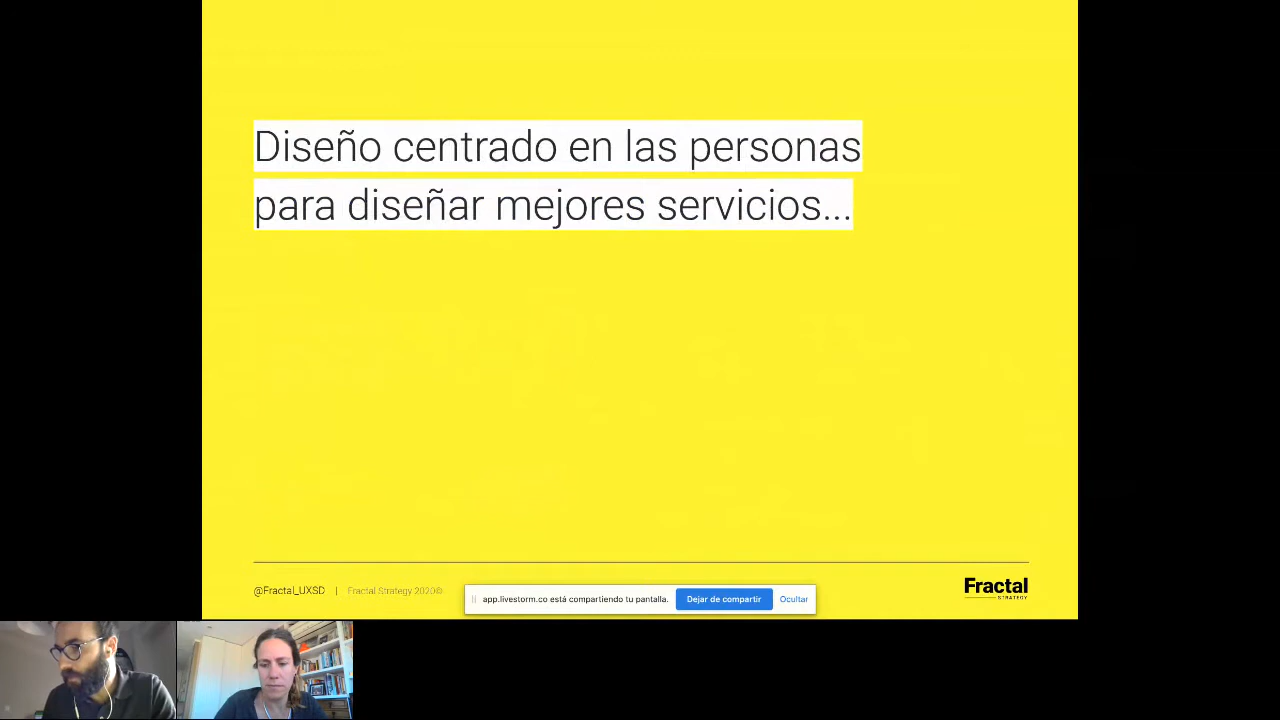 Diseño centrado en las personas
para diseñar mejores servicios...
@Fractal_UXSD | Fractal Strategy 2020©
app.livestorm.co está compartiendo tu pantalla. Dejar de compartir Ocultar
Fractal
STRATEGY